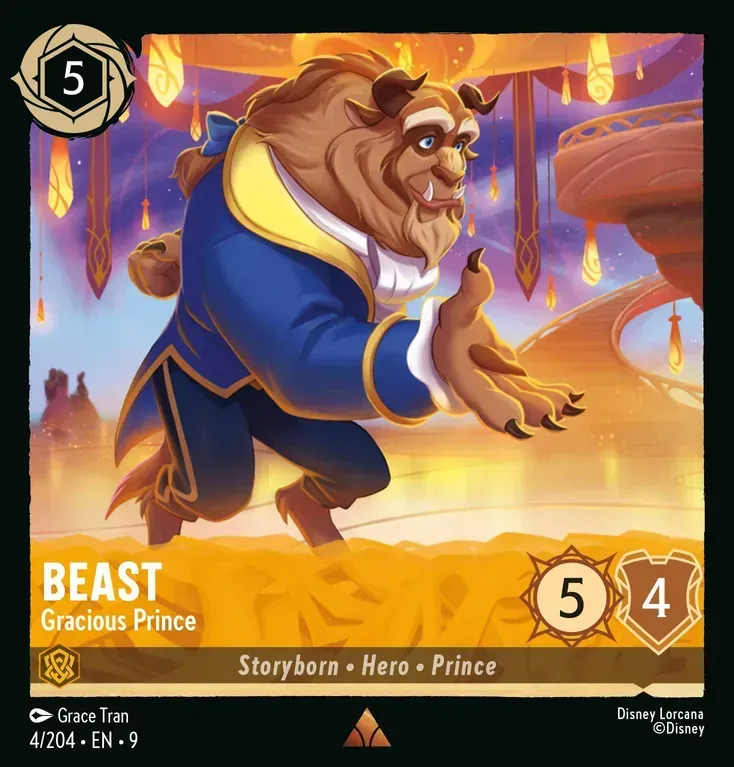 5
BEAST
Gracious Prince
5 4
Storyborn • Hero • Prince
Grace Tran
Disney Lorcana
4/204 • EN • 9
©Disney